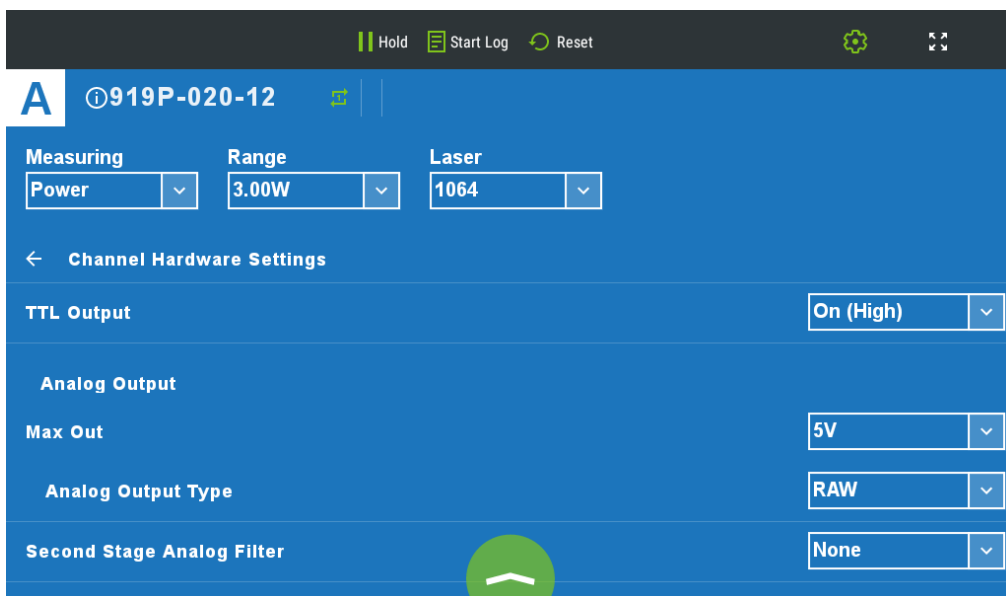 Hold Start Log Reset
A 919P-020-12
Measuring Range Laser
Power 3.00W 1064
Channel Hardware Settings
TTL Output On (High)
Analog Output
Max Out 5V
Analog Output Type RAW
Second Stage Analog Filter None